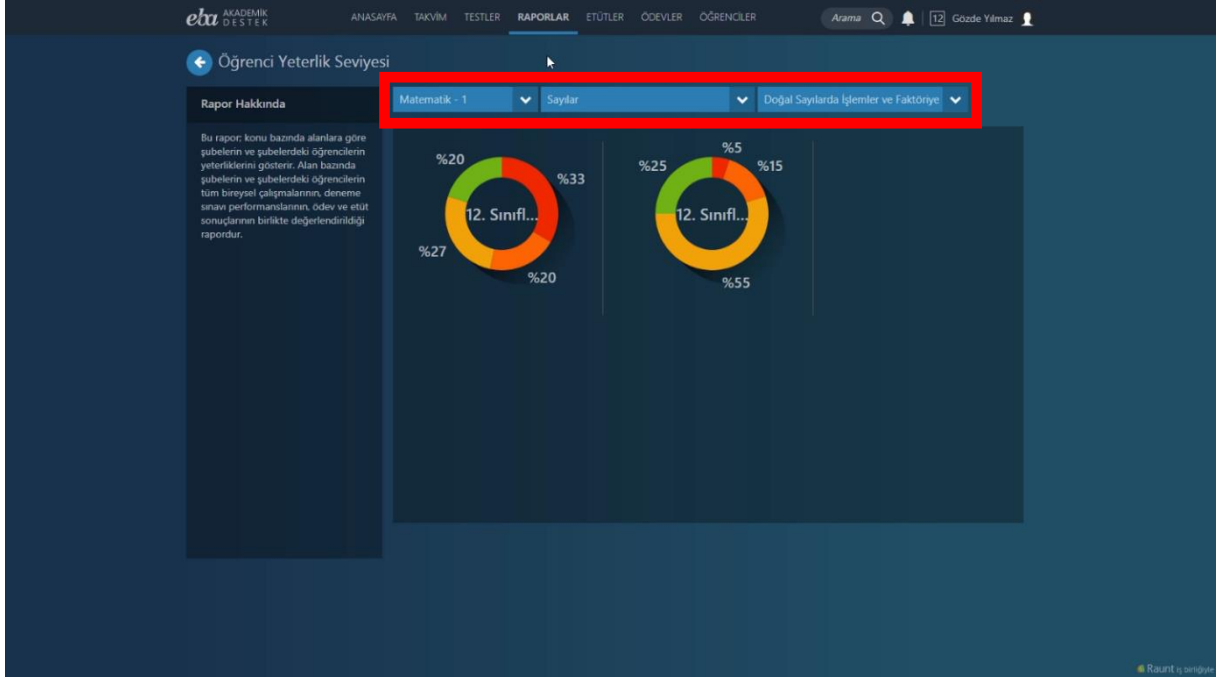 eba AKADEMİK DESTEK
ANASAYFA TAKVİM TESTLER RAPORLAR ETÜTLER ÖDEVLER ÖĞRENCİLER Arama 12 Gözde Yılmaz
Öğrenci Yeterlik Seviyesi
Rapor Hakkında
Bu rapor; konu bazında alanlara göre
şubelerin ve şubelerdeki öğrencilerin
yeterliklerini gösterir. Alan bazında
şubelerin ve şubelerdeki öğrencilerin
tüm bireysel çalışmalarının, deneme
sınavı performanslarının, ödev ve etüt
sonuçlarının birlikte değerlendirildiği
rapordur.
Matematik - 1 Sayılar Doğal Sayılarda İşlemler ve Faktöriye
%20
%33
12. Sınıfl...
%27
%20
%5
%25
%15
12. Sınıfl...
%55
Raunt iş birliğiyle